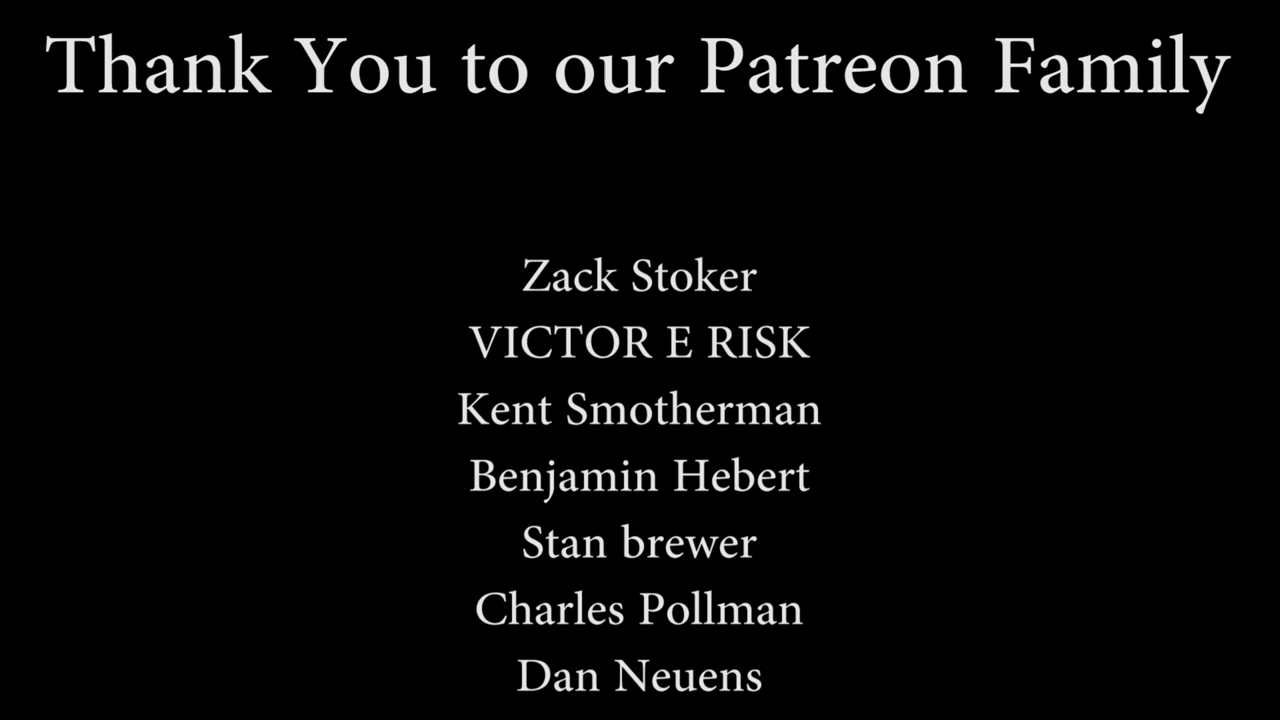 Thank You to our Patreon Family
Zack Stoker
VICTOR E RISK
Kent Smotherman
Benjamin Hebert
Stan brewer
Charles Pollman
Dan Neuens